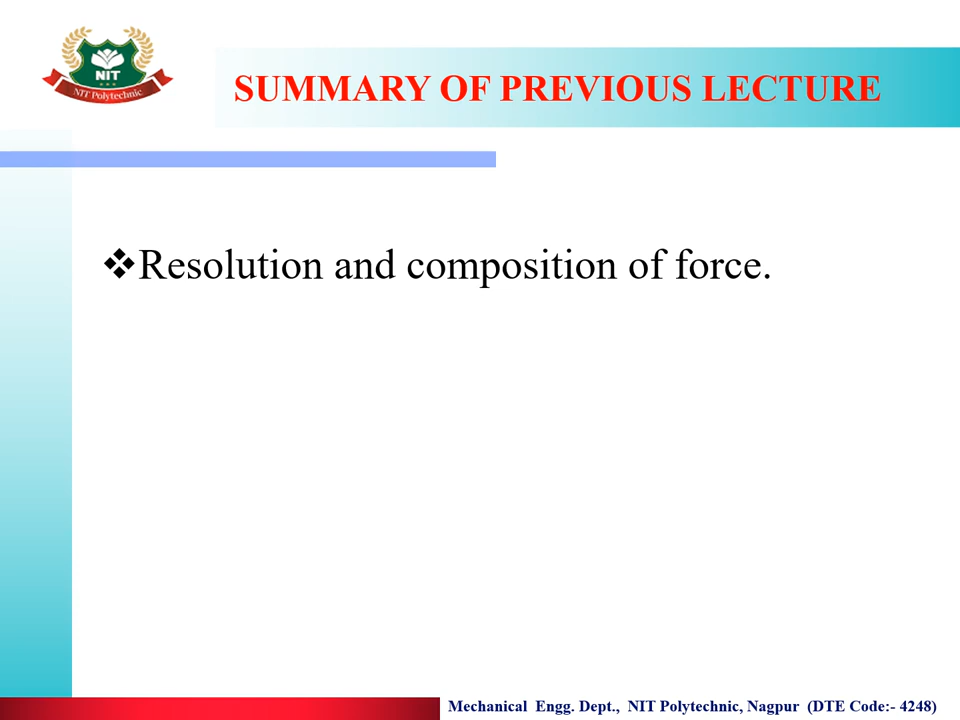 NIT
NIT Polytechnic
SUMMARY OF PREVIOUS LECTURE
❖Resolution and composition of force.
Mechanical Engg. Dept., NIT Polytechnic, Nagpur (DTE Code:- 4248)